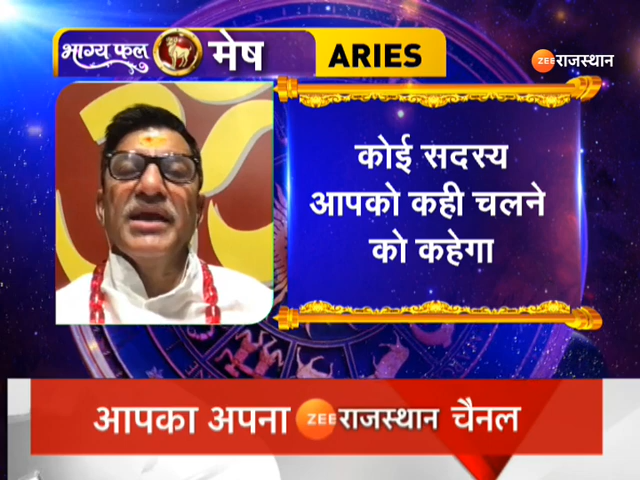 भाग्य फल मेष ARIES
ZEE राजस्थान
कोई सदस्य
आपको कही चलने
को कहेगा
आपका अपना ZEE राजस्थान चैनल